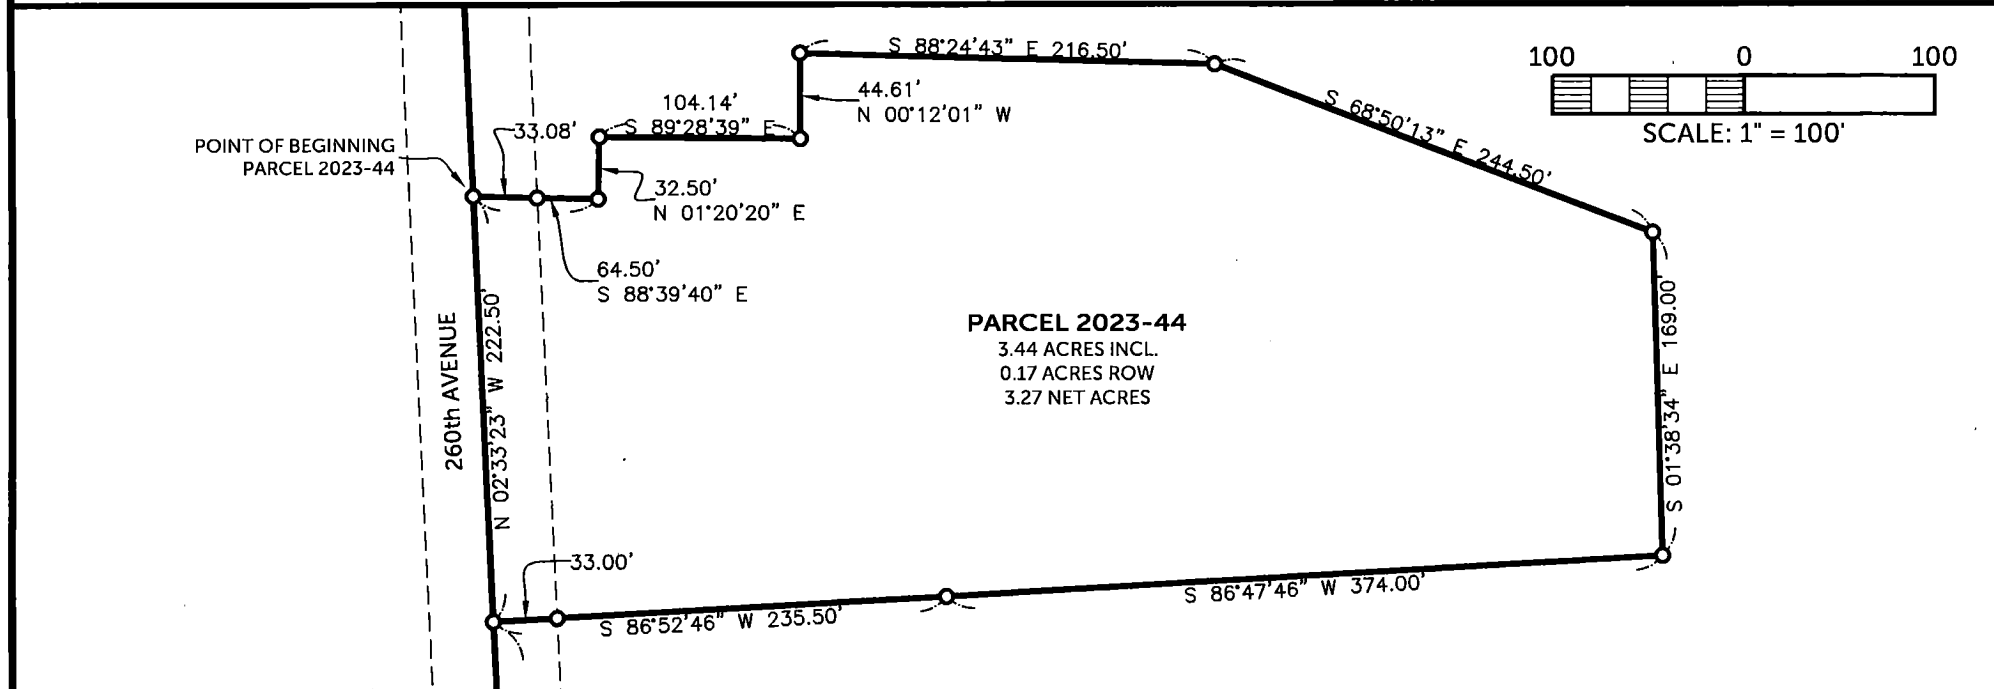 S 88°24'43" E 216.50'
100 0 100
SCALE: 1" = 100'
44.61'
N 00°12'01" W
104.14'
S 89°28'39" E
33.08'
POINT OF BEGINNING
PARCEL 2023-44
S 68°50'13" E 244.50'
32.50'
N 01°20'20" E
64.50'
S 88°39'40" E
260th AVENUE
N 02°33'23" W 222.50'
PARCEL 2023-44
3.44 ACRES INCL.
0.17 ACRES ROW
3.27 NET ACRES
S 01°38'34" E 169.00'
33.00'
S 86°52'46" W 235.50'
S 86°47'46" W 374.00'